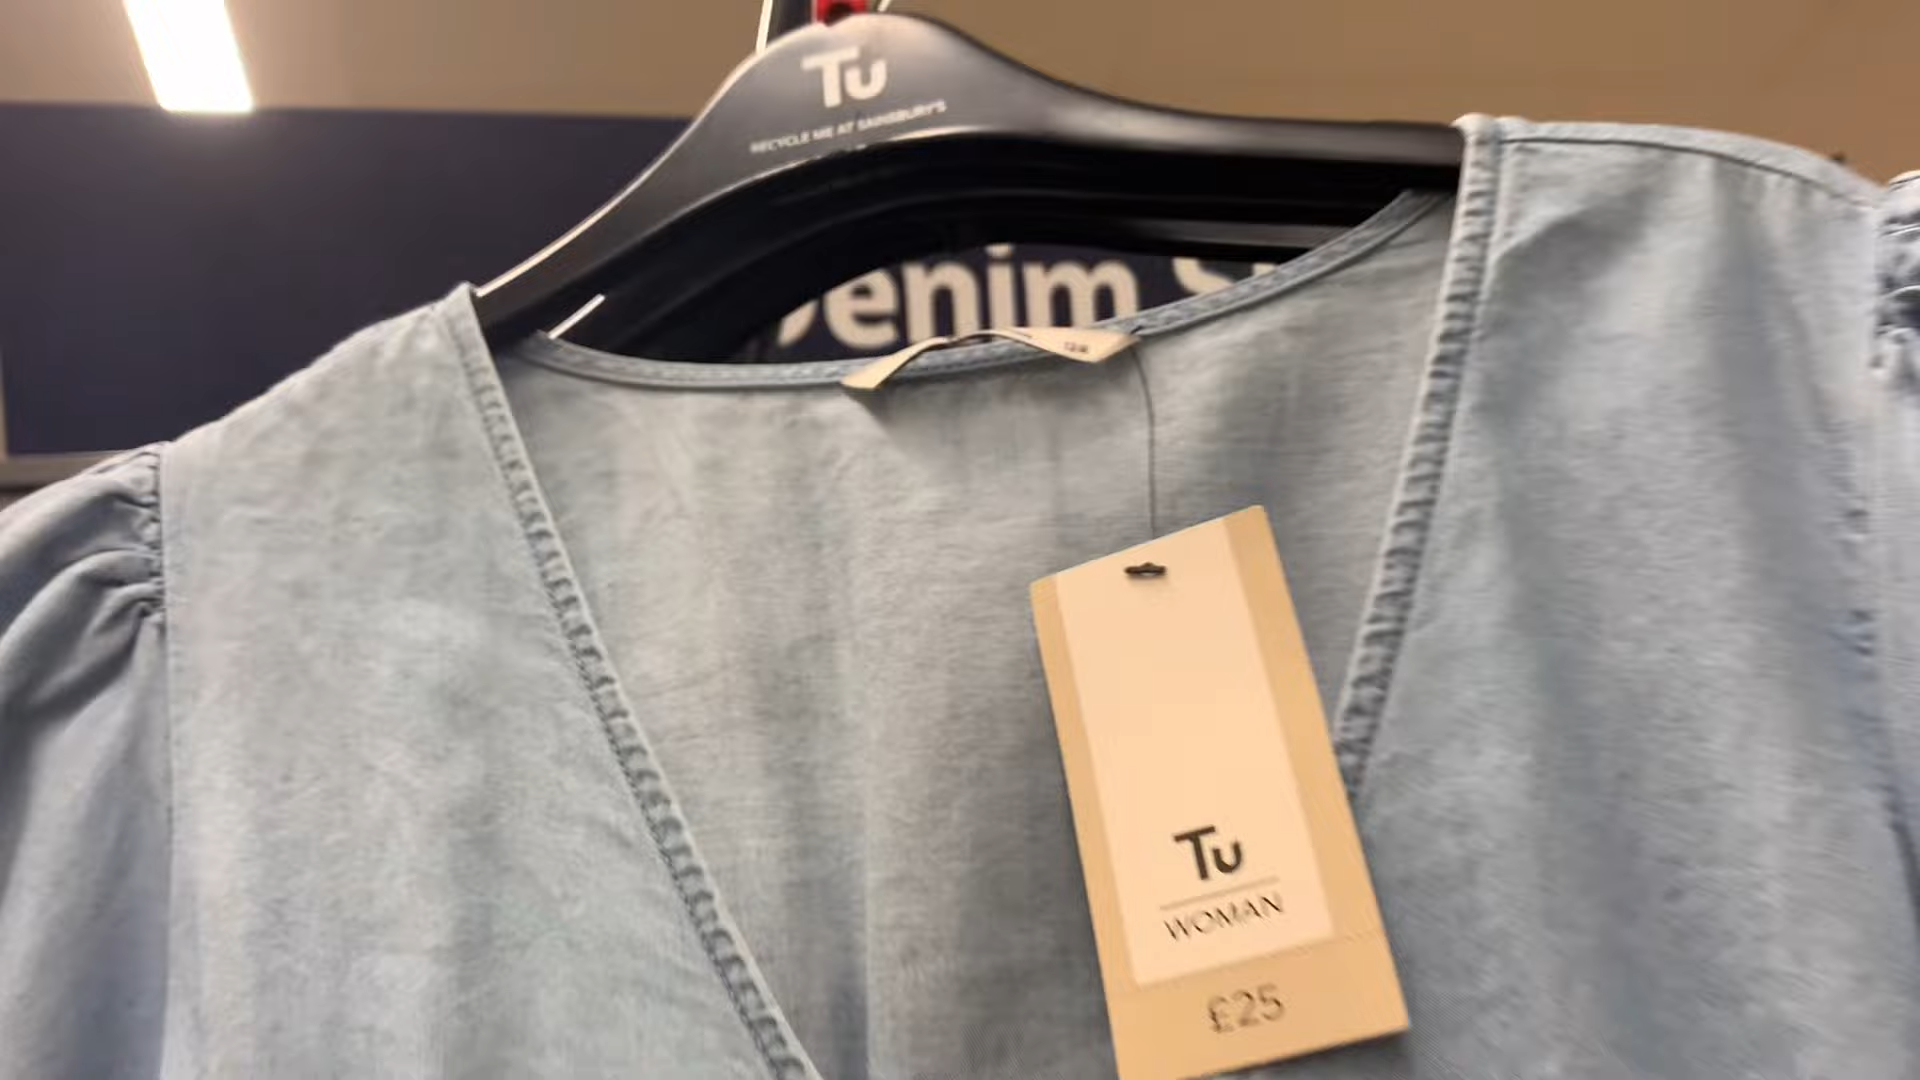 Tu
RECYCLE ME AT SAINSBURY'S
Denim
Tu
WOMAN
£25